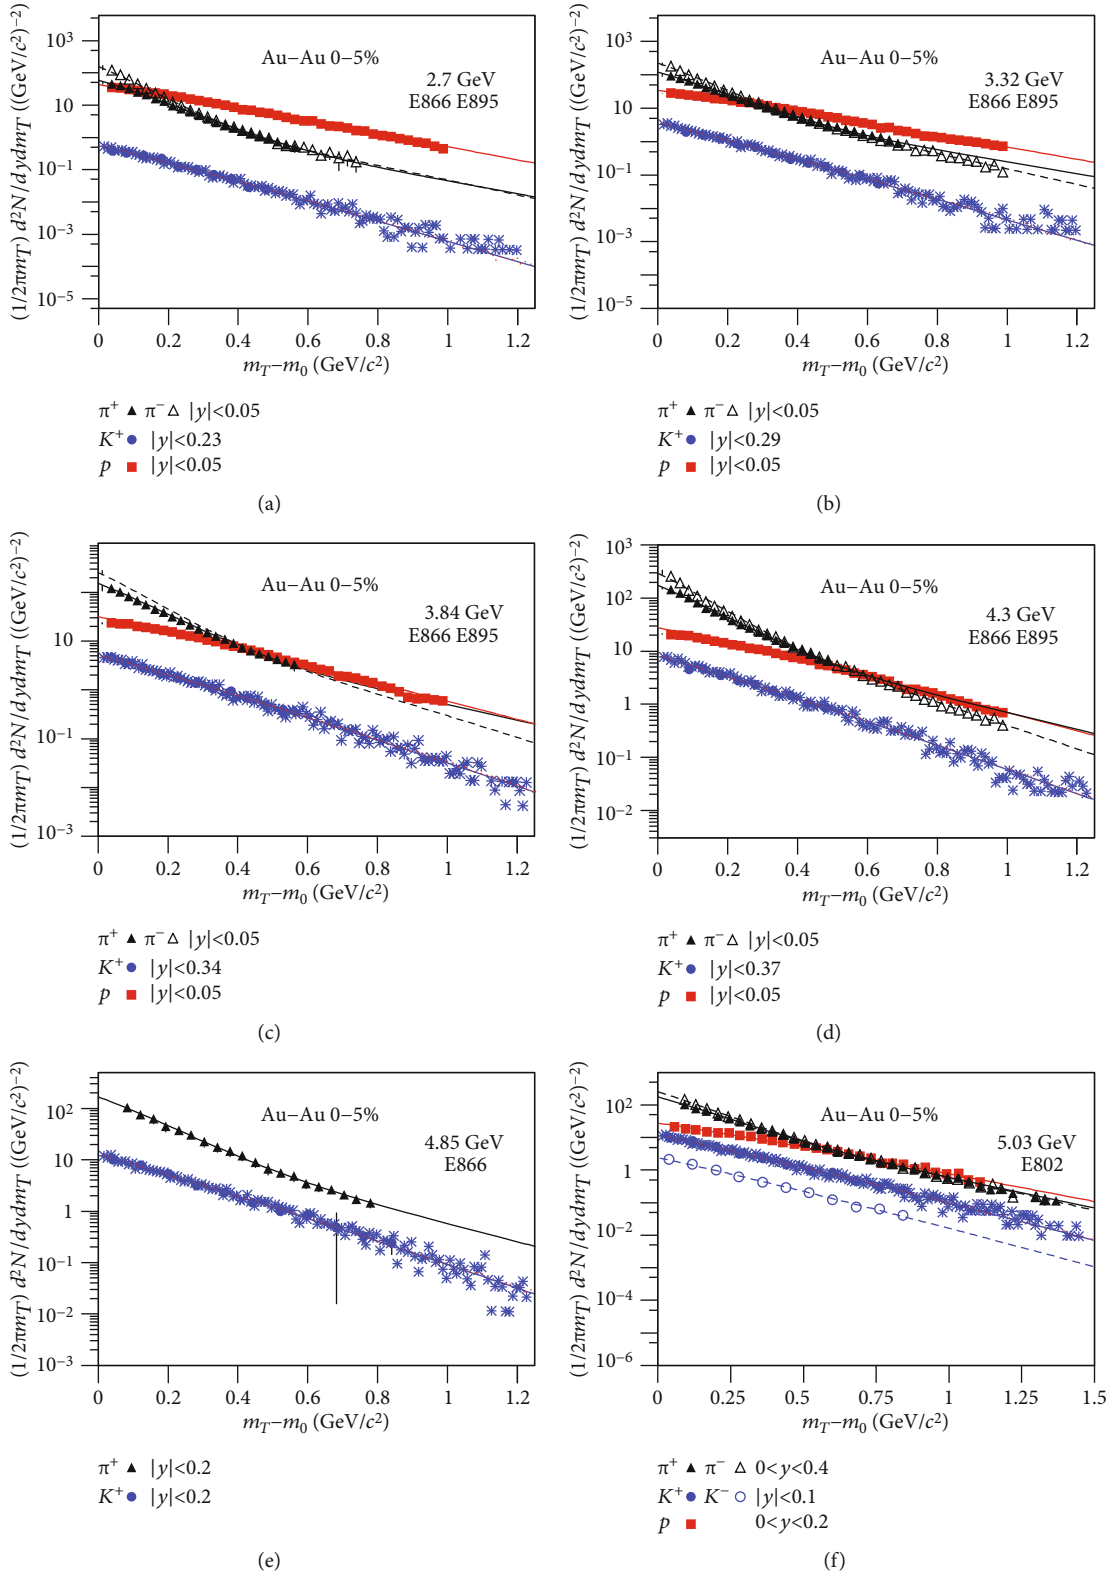 (1/2πm_T) d²N/dydm_T ((GeV/c²)⁻²)
10³
10
10⁻¹
10⁻³
10⁻⁵
Au−Au 0−5%
2.7 GeV
E866 E895
0 0.2 0.4 0.6 0.8 1 1.2
m_T−m_0 (GeV/c²)
π⁺ ▲ π⁻ △ |y|<0.05
K⁺ ● |y|<0.23
p ■ |y|<0.05
(a)
(1/2πm_T) d²N/dydm_T ((GeV/c²)⁻²)
10³
10
10⁻¹
10⁻³
10⁻⁵
Au−Au 0−5%
3.32 GeV
E866 E895
0 0.2 0.4 0.6 0.8 1 1.2
m_T−m_0 (GeV/c²)
π⁺ ▲ π⁻ △ |y|<0.05
K⁺ ● |y|<0.29
p ■ |y|<0.05
(b)
(1/2πm_T) d²N/dydm_T ((GeV/c²)⁻²)
10
10⁻¹
10⁻³
Au−Au 0−5%
3.84 GeV
E866 E895
0 0.2 0.4 0.6 0.8 1 1.2
m_T−m_0 (GeV/c²)
π⁺ ▲ π⁻ △ |y|<0.05
K⁺ ● |y|<0.34
p ■ |y|<0.05
(c)
(1/2πm_T) d²N/dydm_T ((GeV/c²)⁻²)
10³
10²
10
1
10⁻¹
10⁻²
Au−Au 0−5%
4.3 GeV
E866 E895
0 0.2 0.4 0.6 0.8 1 1.2
m_T−m_0 (GeV/c²)
π⁺ ▲ π⁻ △ |y|<0.05
K⁺ ● |y|<0.37
p ■ |y|<0.05
(d)
(1/2πm_T) d²N/dydm_T ((GeV/c²)⁻²)
10²
10
1
10⁻¹
10⁻²
10⁻³
Au−Au 0−5%
4.85 GeV
E866
0 0.2 0.4 0.6 0.8 1 1.2
m_T−m_0 (GeV/c²)
π⁺ ▲ |y|<0.2
K⁺ ● |y|<0.2
(e)
(1/2πm_T) d²N/dydm_T ((GeV/c²)⁻²)
10²
1
10⁻²
10⁻⁴
10⁻⁶
Au−Au 0−5%
5.03 GeV
E802
0 0.25 0.5 0.75 1 1.25 1.5
m_T−m_0 (GeV/c²)
π⁺ ▲ π⁻ △ 0<y<0.4
K⁺ ● K⁻ ○ |y|<0.1
p ■ 0<y<0.2
(f)